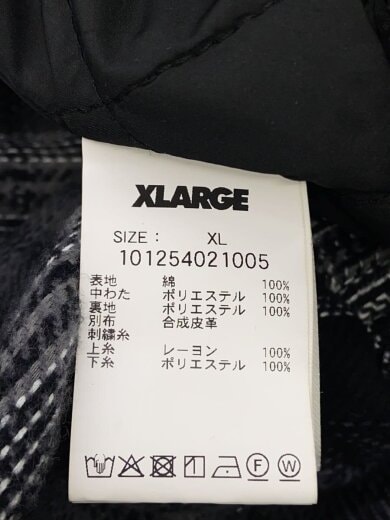 XLARGE
SIZE : XL
101254021005
表地 綿 100%
中わた ポリエステル 100%
裏地 ポリエステル 100%
別布 合成皮革
刺繍糸
上糸 レーヨン 100%
下糸 ポリエステル 100%
F W